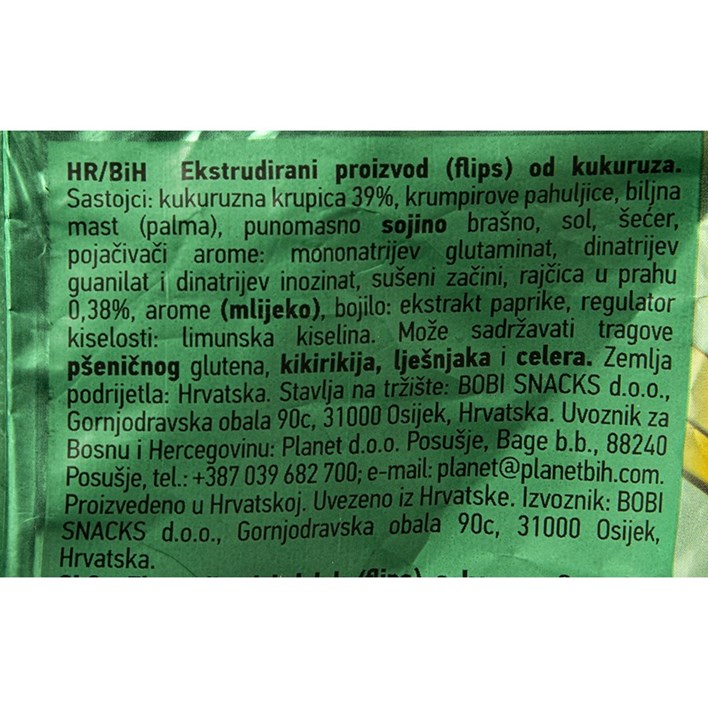 HR/BiH Ekstrudirani proizvod (flips) od kukuruza.
Sastojci: kukuruzna krupica 39%, krumpirove pahuljice, biljna
mast (palma), punomasno sojino brašno, sol, šećer,
pojačivači arome: mononatrijev glutaminat, dinatrijev
guanilat i dinatrijev inozinat, sušeni začini, rajčica u prahu
0,38%, arome (mlijeko), bojilo: ekstrakt paprike, regulator
kiselosti: limunska kiselina. Može sadržavati tragove
pšeničnog glutena, kikirikija, lješnjaka i celera. Zemlja
podrijetla: Hrvatska. Stavlja na tržište: BOBI SNACKS d.o.o.,
Gornjodravska obala 90c, 31000 Osijek, Hrvatska. Uvoznik za
Bosnu i Hercegovinu: Planet d.o.o. Posušje, Bage b.b., 88240
Posušje, tel.: +387 039 682 700; e-mail: planet@planetbih.com.
Proizvedeno u Hrvatskoj. Uvezeno iz Hrvatske. Izvoznik: BOBI
SNACKS d.o.o., Gornjodravska obala 90c, 31000 Osijek,
Hrvatska.
(flips)